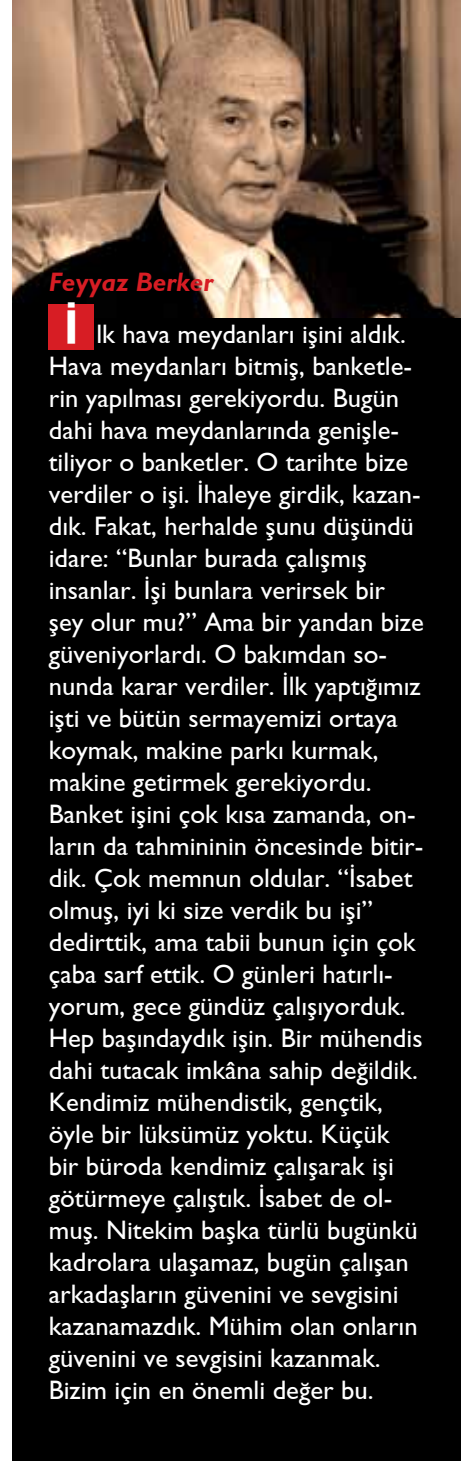 Feyyaz Berker
İlk hava meydanları işini aldık.
Hava meydanları bitmiş, banketle-
rin yapılması gerekiyordu. Bugün
dahi hava meydanlarında genişle-
tiliyor o banketler. O tarihte bize
verdiler o işi. İhaleye girdik, kazan-
dık. Fakat, herhalde şunu düşündü
idare: “Bunlar burada çalışmış
insanlar. İşi bunlara verirsek bir
şey olur mu?” Ama bir yandan bize
güveniyorlardı. O bakımdan so-
nunda karar verdiler. İlk yaptığımız
işti ve bütün sermayemizi ortaya
koymak, makine parkı kurmak,
makine getirmek gerekiyordu.
Banket işini çok kısa zamanda, on-
ların da tahmininin öncesinde bitir-
dik. Çok memnun oldular. “İsabet
olmuş, iyi ki size verdik bu işi”
dedirttik, ama tabii bunun için çok
çaba sarf ettik. O günleri hatırlı-
yorum, gece gündüz çalışıyorduk.
Hep başındaydık işin. Bir mühendis
dahi tutacak imkâna sahip değildik.
Kendimiz mühendistik, gençtik,
öyle bir lüksümüz yoktu. Küçük
bir büroda kendimiz çalışarak işi
götürmeye çalıştık. İsabet de ol-
muş. Nitekim başka türlü bugünkü
kadrolara ulaşamaz, bugün çalışan
arkadaşların güvenini ve sevgisini
kazanamazdık. Mühim olan onların
güvenini ve sevgisini kazanmak.
Bizim için en önemli değer bu.